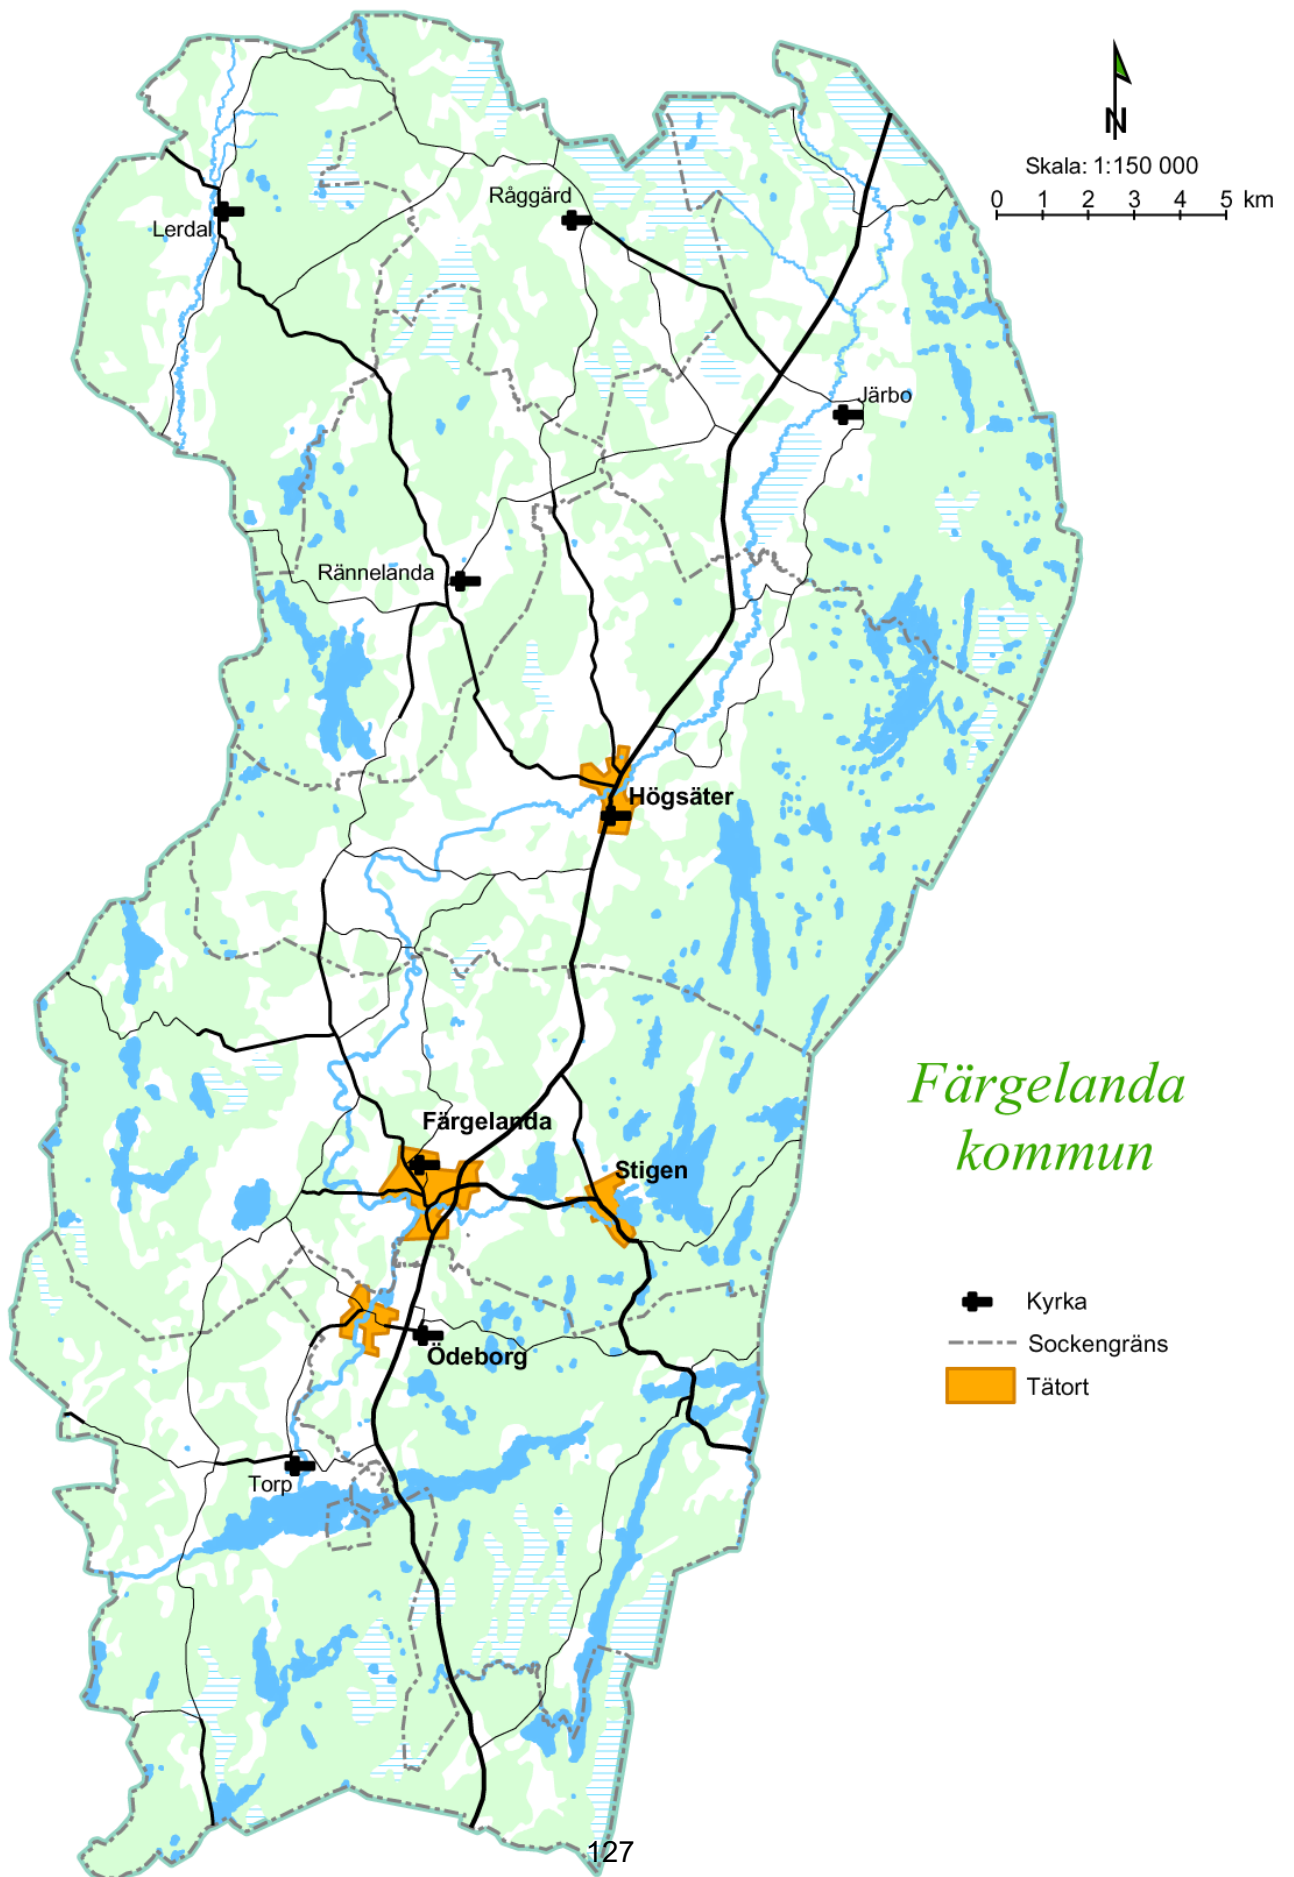 N
Skala: 1:150 000
0 1 2 3 4 5 km
Råggärd
Lerdal
Järbo
Rännelanda
Högsäter
Färgelanda
kommun
Färgelanda
Stigen
Kyrka
Sockengräns
Tätort
Ödeborg
Torp
127